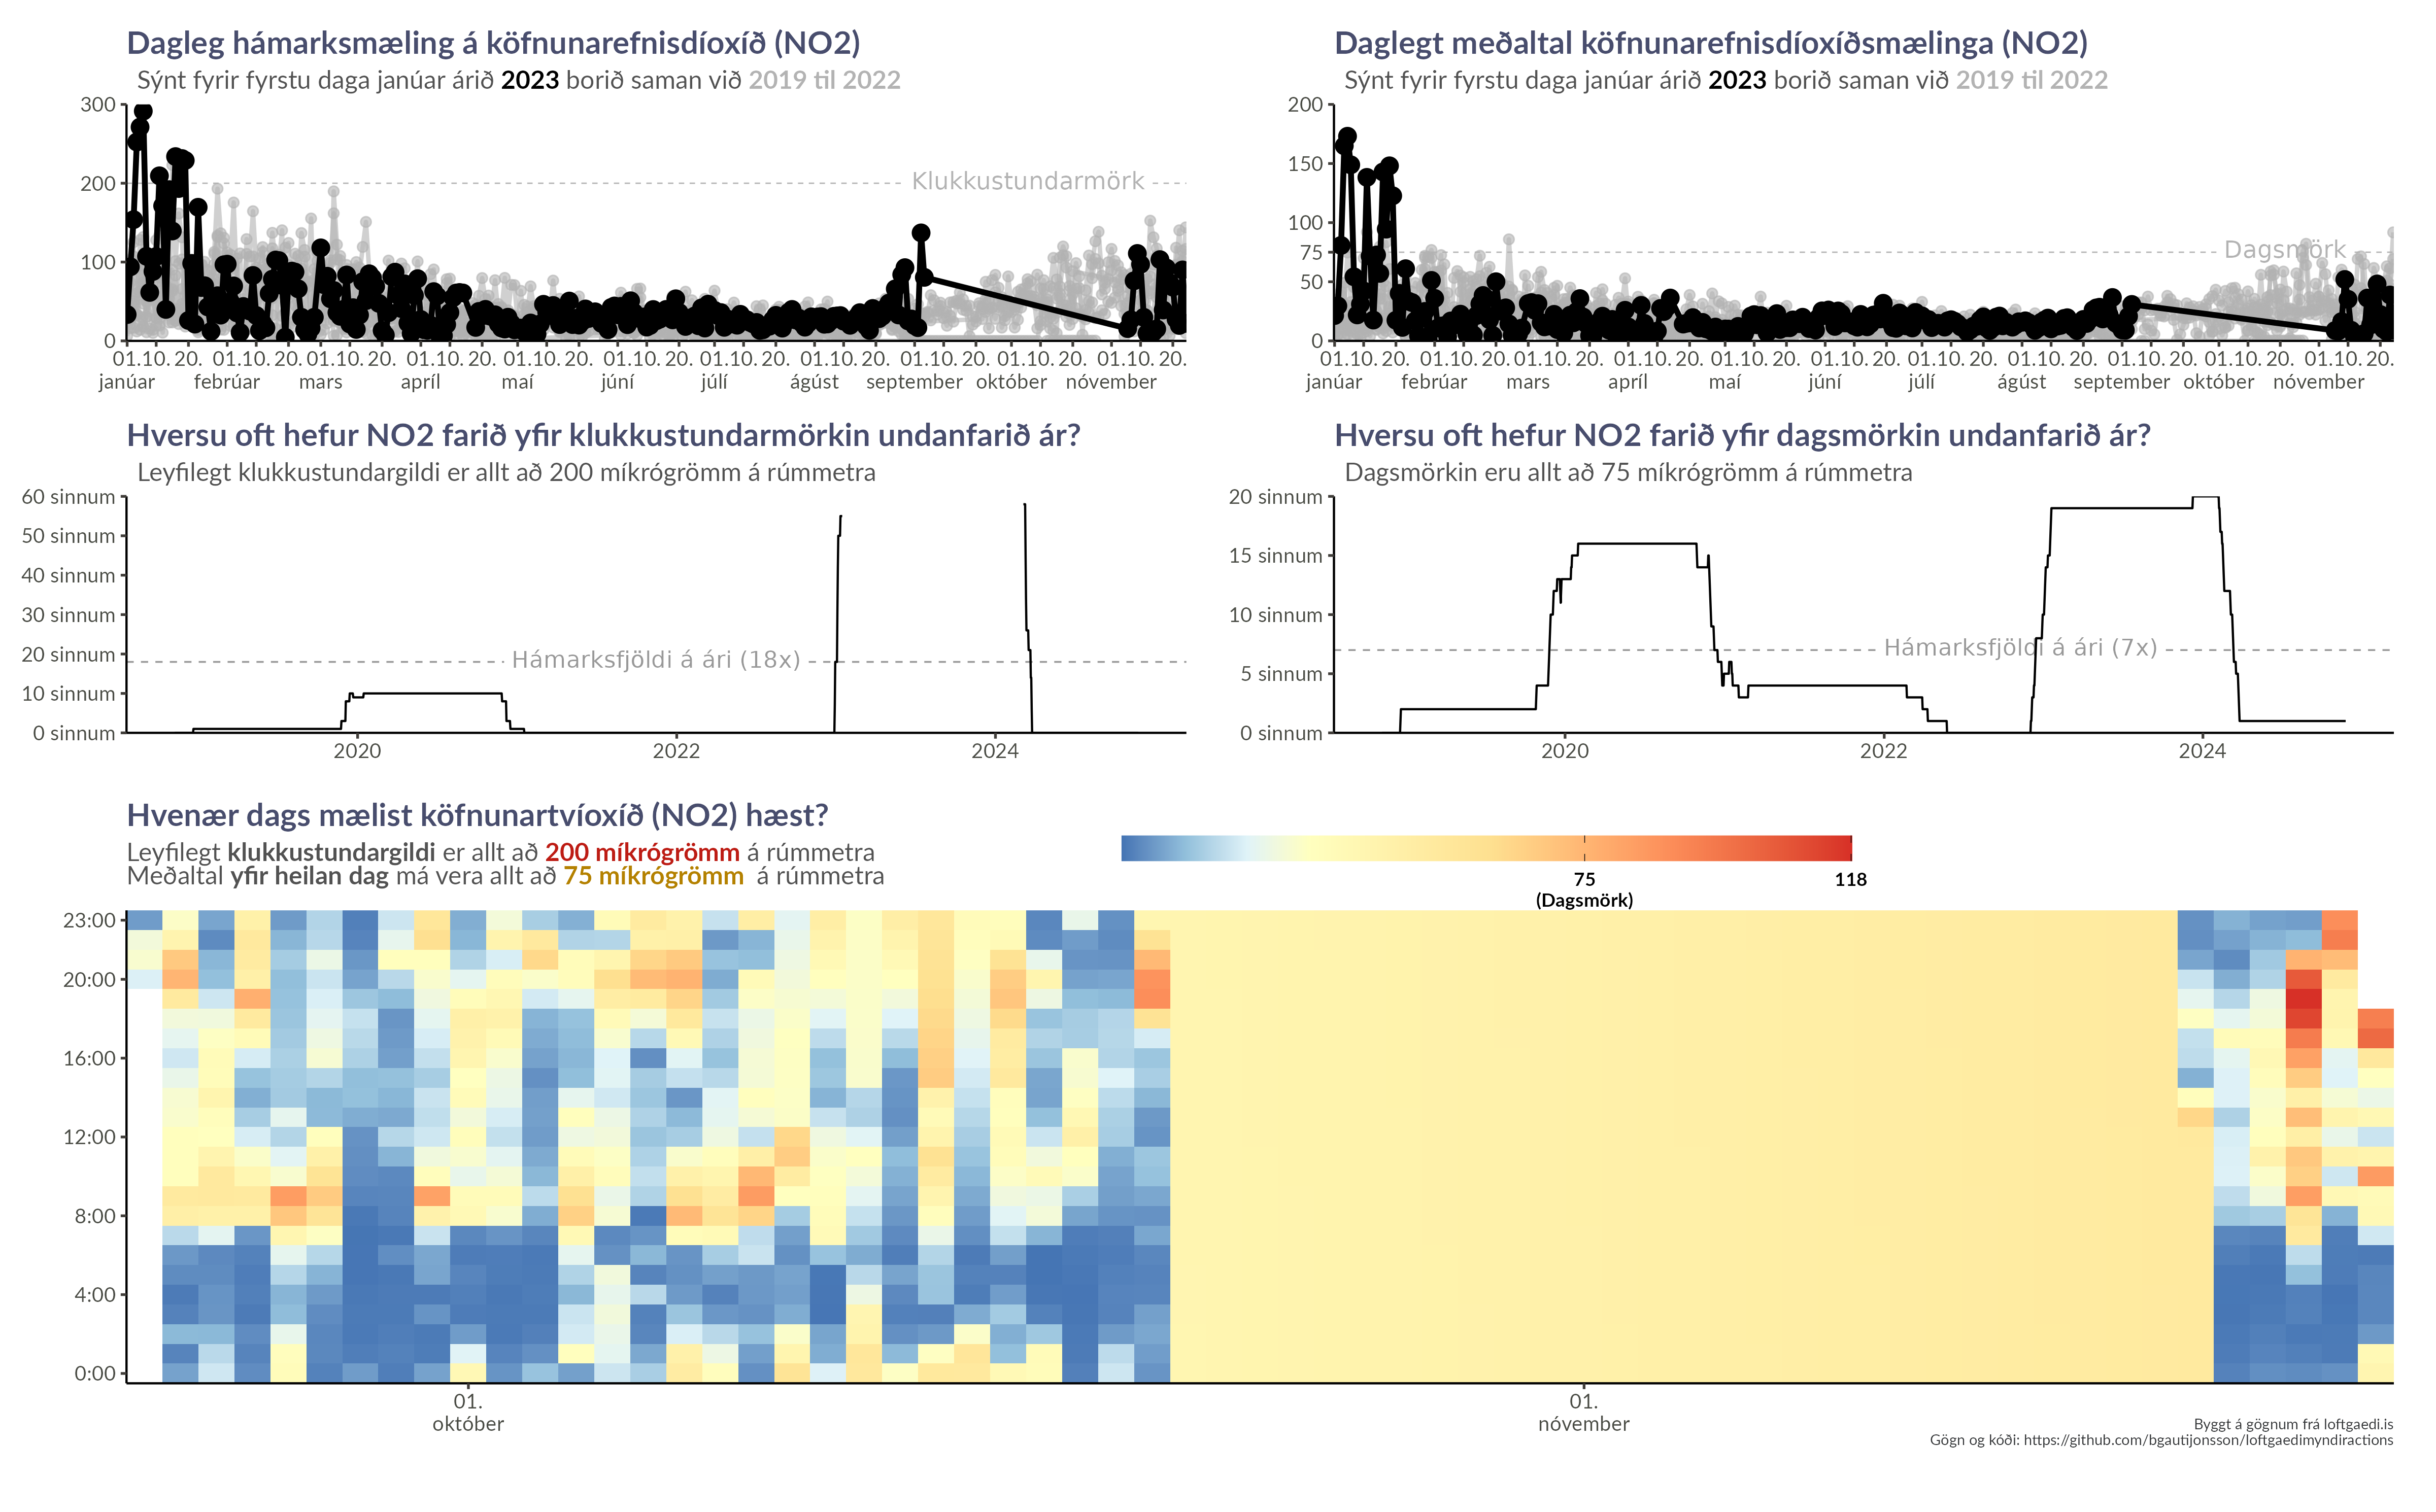 Dagleg hámarksmæling á köfnunarefnisdíoxíð (NO2)
Sýnt fyrir fyrstu daga janúar árið 2023 borið saman við 2019 til 2022
300
200
100
0
Klukkustundarmörk
01. 10. 20. 01. 10. 20. 01. 10. 20. 01. 10. 20. 01. 10. 20. 01. 10. 20. 01. 10. 20. 01. 10. 20. 01. 10. 20. 01. 10. 20. 01. 10. 20.
janúar febrúar mars apríl maí júní júlí ágúst september október nóvember
Daglegt meðaltal köfnunarefnisdíoxíðsmælinga (NO2)
Sýnt fyrir fyrstu daga janúar árið 2023 borið saman við 2019 til 2022
200
150
100
75
50
0
Dagsmörk
01. 10. 20. 01. 10. 20. 01. 10. 20. 01. 10. 20. 01. 10. 20. 01. 10. 20. 01. 10. 20. 01. 10. 20. 01. 10. 20. 01. 10. 20. 01. 10. 20.
janúar febrúar mars apríl maí júní júlí ágúst september október nóvember
Hversu oft hefur NO2 farið yfir klukkustundarmörkin undanfarið ár?
Leyfilegt klukkustundargildi er allt að 200 míkrógrömm á rúmmetra
60 sinnum
50 sinnum
40 sinnum
30 sinnum
20 sinnum
10 sinnum
0 sinnum
Hámarksfjöldi á ári (18x)
2020 2022 2024
Hversu oft hefur NO2 farið yfir dagsmörkin undanfarið ár?
Dagsmörkin eru allt að 75 míkrógrömm á rúmmetra
20 sinnum
15 sinnum
10 sinnum
5 sinnum
0 sinnum
Hámarksfjöldi á ári (7x)
2020 2022 2024
Hvenær dags mælist köfnunartvíoxíð (NO2) hæst?
Leyfilegt klukkustundargildi er allt að 200 míkrógrömm á rúmmetra
Meðaltal yfir heilan dag má vera allt að 75 míkrógrömm á rúmmetra
75 118
(Dagsmörk)
23:00
20:00
16:00
12:00
8:00
4:00
0:00
01. 01.
október nóvember
Byggt á gögnum frá loftgaedi.is
Gögn og kóði: https://github.com/bgautijonsson/loftgaedimyndiractions